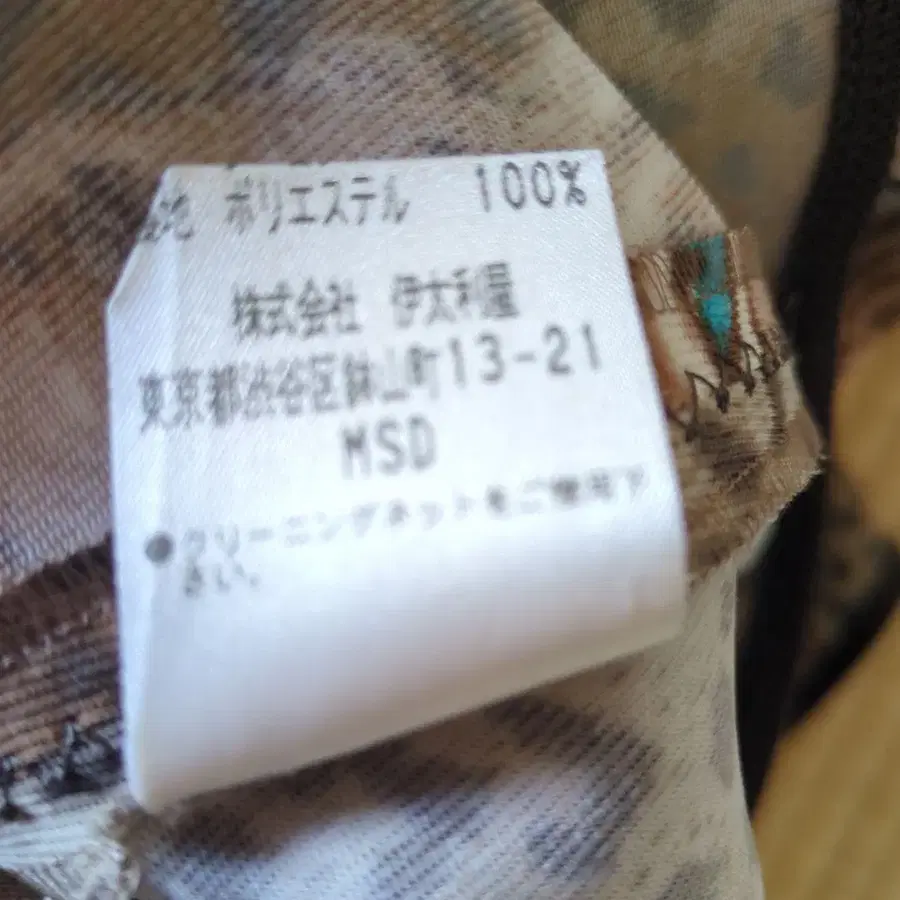 ポリエステル 100%
株式会社 伊太利屋
東京都渋谷区鉢山町13-21
MSD
●クリーニングネットをご使用下
さい。